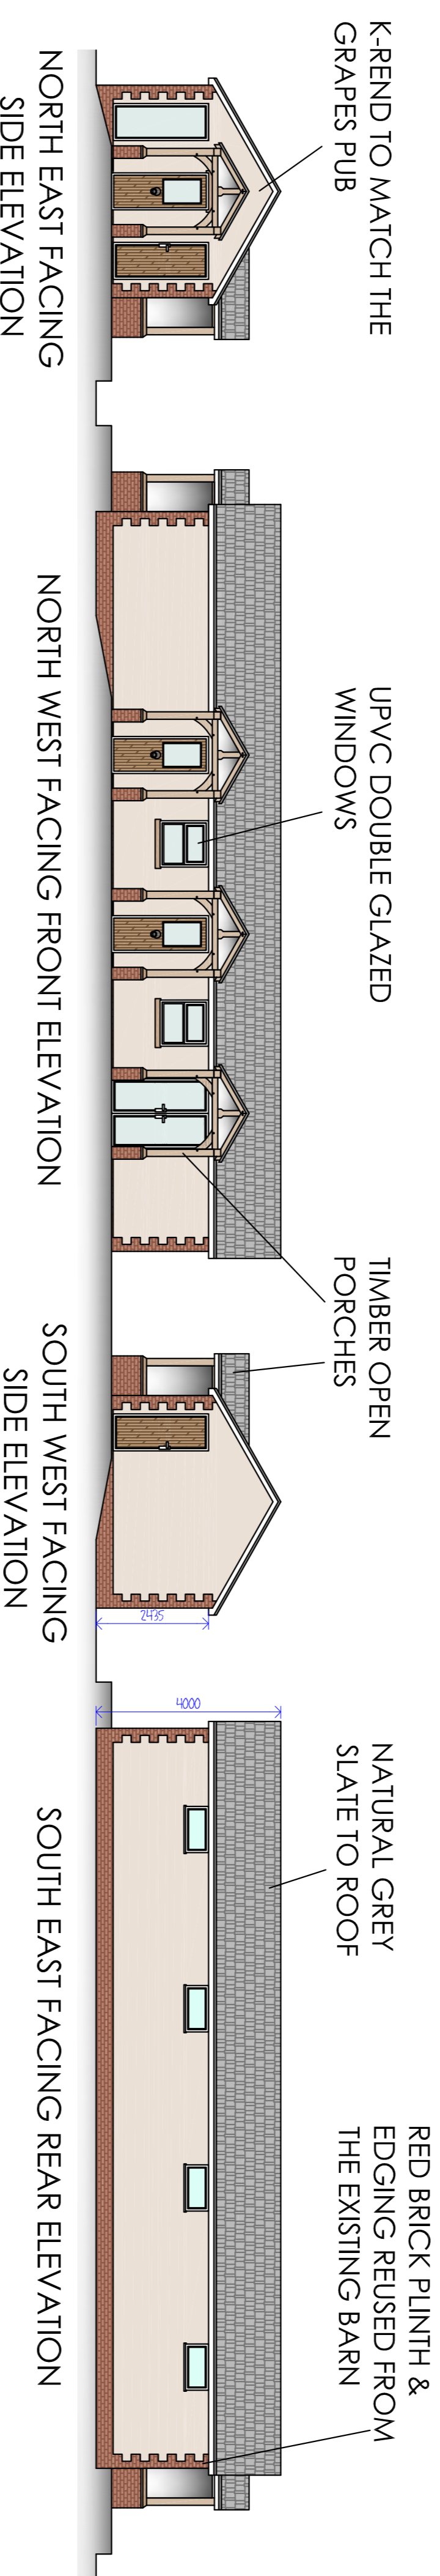 K-REND TO MATCH THE
GRAPES PUB
UPVC DOUBLE GLAZED
WINDOWS
TIMBER OPEN
PORCHES
NATURAL GREY
SLATE TO ROOF
RED BRICK PLINTH &
EDGING REUSED FROM
THE EXISTING BARN
2435
4000
NORTH EAST FACING
SIDE ELEVATION
NORTH WEST FACING FRONT ELEVATION
SOUTH WEST FACING
SIDE ELEVATION
SOUTH EAST FACING REAR ELEVATION